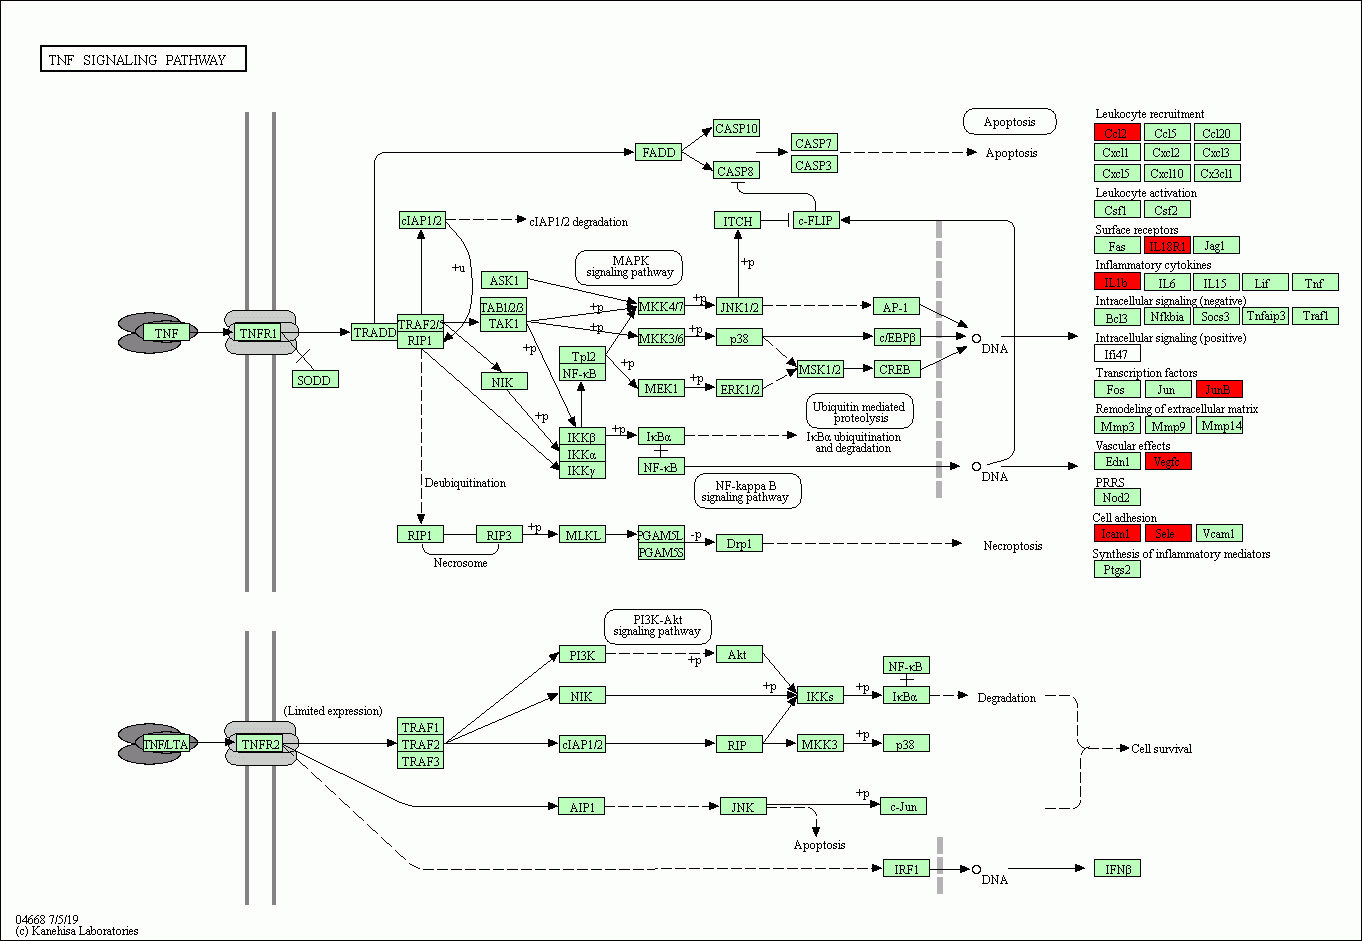 TNF SIGNALING PATHWAY
Apoptosis
FADD
CASP10
CASP8
CASP7
CASP3
Apoptosis
cIAP1/2
cIAP1/2 degradation
ITCH
c-FLIP
+u
+p
MAPK
signaling pathway
ASK1
TAB1/2/3
TAK1
+p
+p
+p
MKK4/7
+p
JNK1/2
AP-1
TNF
TNFR1
TRADD
TRAF2/5
RIP1
MKK3/6
p38
c/EBPβ
DNA
SODD
NIK
Tpl2
NF-κB
+p
MEK1
+p
ERK1/2
MSK1/2
CREB
+p
Ubiquitin mediated
proteolysis
IKKβ
IKKα
IKKγ
+p
IκBα
NF-κB
IκBα ubiquitination
and degradation
DNA
Deubiquitination
NF-kappa B
signaling pathway
RIP1
RIP3
+p
MLKL
PGAM5L
PGAM5S
-p
Drp1
Necroptosis
Necrosome
Leukocyte recruitment
Ccl2 Ccl5 Ccl20
Cxcl1 Cxcl2 Cxcl3
Cxcl5 Cxcl10 Cx3cl1
Leukocyte activation
Csf1 Csf2
Surface receptors
Fas IL18R1 Jag1
Inflammatory cytokines
IL1b IL6 IL15 Lif Tnf
Intracellular signaling (negative)
Bcl3 Nfkbia Socs3 Tnfaip3 Traf1
Intracellular signaling (positive)
Ifi47
Transcription factors
Fos Jun JunB
Remodeling of extracellular matrix
Mmp3 Mmp9 Mmp14
Vascular effects
Edn1 Vegfc
PRRS
Nod2
Cell adhesion
Icam1 Sele Vcam1
Synthesis of inflammatory mediators
Ptgs2
PI3K-Akt
signaling pathway
PI3K
+p
Akt
NF-κB
NIK
+p
IKKs
+p
IκBα
Degradation
(Limited expression)
TNF/LTA
TNFR2
TRAF1
TRAF2
TRAF3
cIAP1/2
RIP
MKK3
+p
p38
Cell survival
AIP1
JNK
+p
c-Jun
Apoptosis
IRF1
DNA
IFNβ
04668 7/5/19
(c) Kanehisa Laboratories